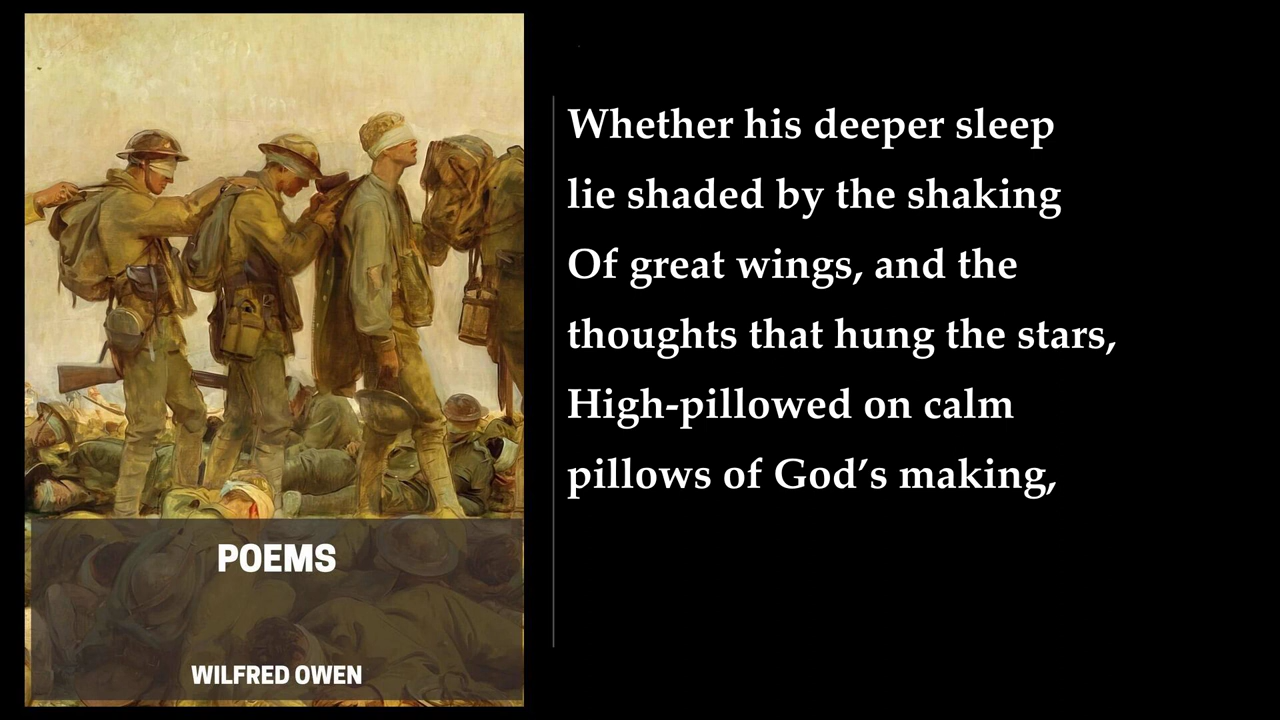 Whether his deeper sleep
lie shaded by the shaking
Of great wings, and the
thoughts that hung the stars,
High-pillowed on calm
pillows of God’s making,
POEMS
WILFRED OWEN